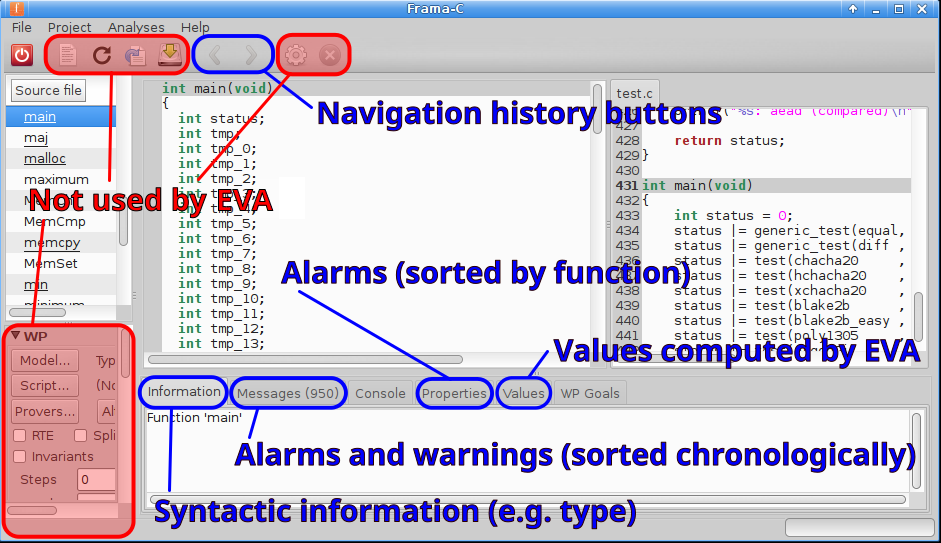 Frama-C
File Project Analyses Help
Source file
main
maj
malloc
maximum
MemCmp
memcpy
MemSet
min
minimum
Not used by EVA
WP
Model...
Script...
Provers...
RTE
Invariants
Steps 0
int main(void)
{
int status;
int tmp;
int tmp_0;
int tmp_1;
int tmp_2;
int tmp_4;
int tmp_5;
int tmp_6;
int tmp_7;
int tmp_8;
int tmp_9;
int tmp_10;
int tmp_11;
int tmp_12;
int tmp_13;
Navigation history buttons
Alarms (sorted by function)
Values computed by EVA
test.c
("%s: aead (compared)\n"
427
428 return status;
429 }
430
431 int main(void)
432 {
433 int status = 0;
434 status |= generic_test(equal,
435 status |= generic_test(diff ,
436 status |= test(chacha20 ,
437 status |= test(hchacha20 ,
438 status |= test(xchacha20 ,
439 status |= test(blake2b ,
440 status |= test(blake2b_easy ,
441 status |= test(poly1305 ,
Information Messages (950) Console Properties Values WP Goals
Function 'main'
Alarms and warnings (sorted chronologically)
Syntactic information (e.g. type)